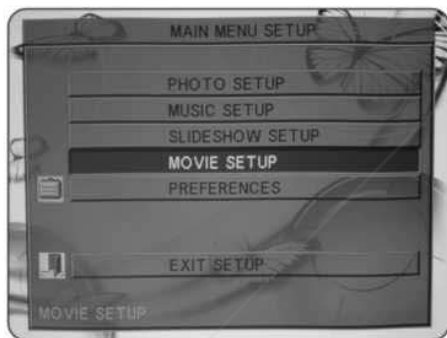 MAIN MENU SETUP
PHOTO SETUP
MUSIC SETUP
SLIDESHOW SETUP
MOVIE SETUP
PREFERENCES
EXIT SETUP
MOVIE SETUP